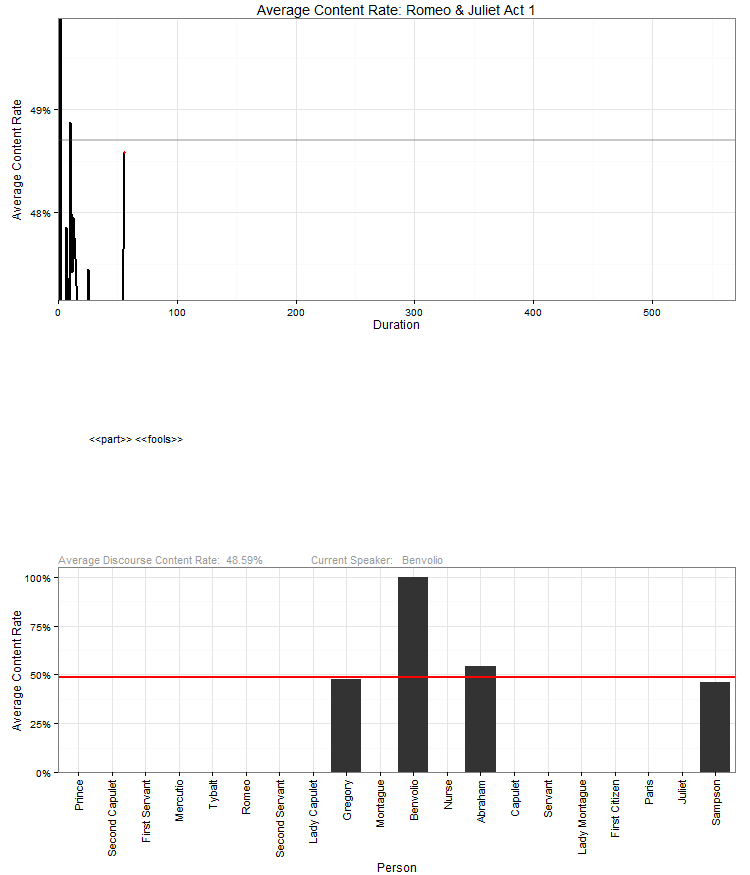 Average Content Rate: Romeo & Juliet Act 1
Average Content Rate
49%
48%
0 100 200 300 400 500
Duration
<<part>> <<fools>>
Average Discourse Content Rate: 48.59% Current Speaker: Benvolio
Average Content Rate
100%
75%
50%
25%
0%
Prince
Second Capulet
First Servant
Mercutio
Tybalt
Romeo
Second Servant
Lady Capulet
Gregory
Montague
Benvolio
Nurse
Abraham
Capulet
Servant
Lady Montague
First Citizen
Paris
Juliet
Sampson
Person